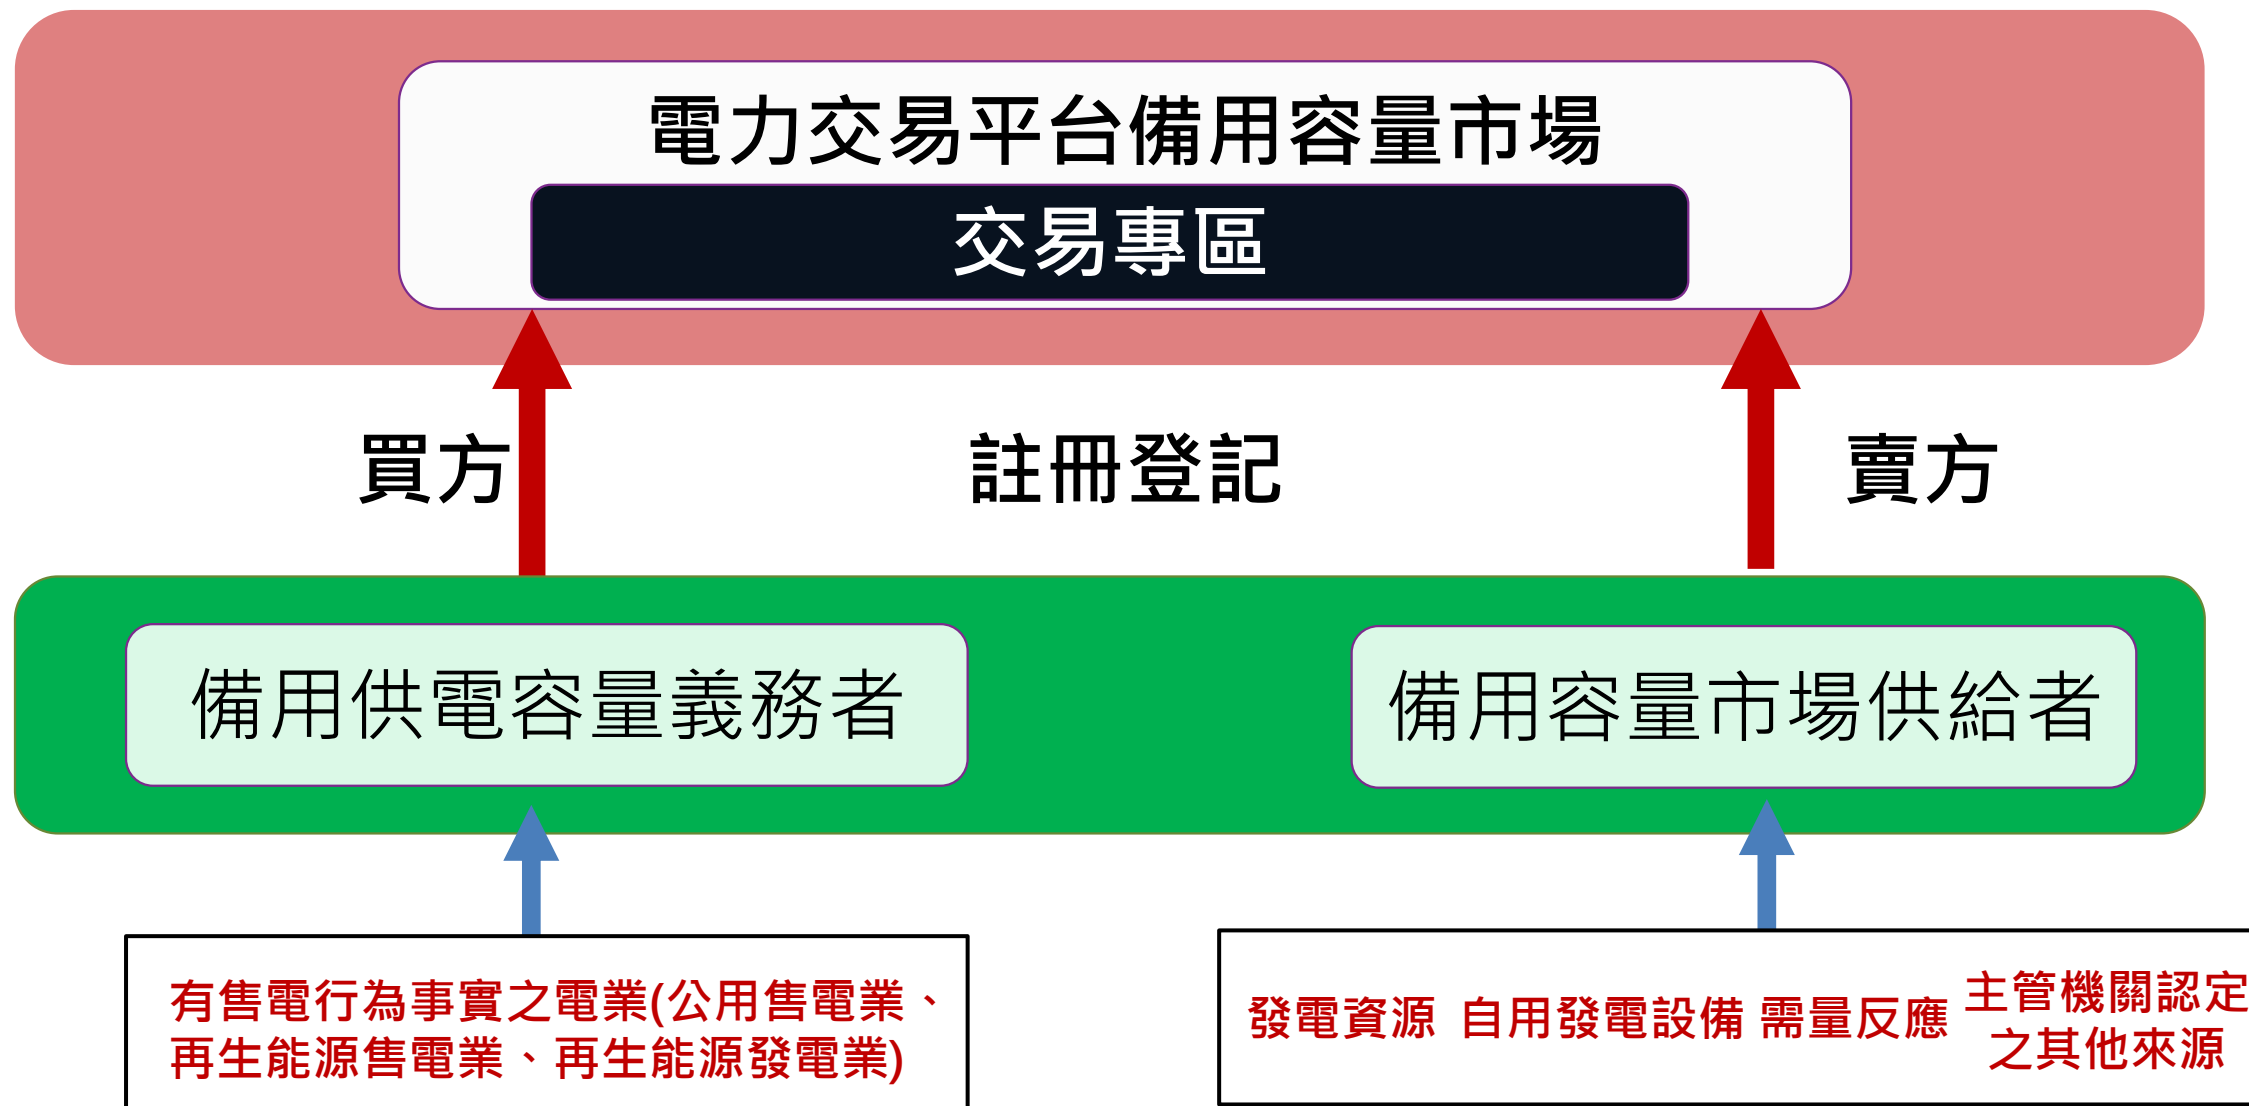 電力交易平台備用容量市場
交易專區
買方
註冊登記
賣方
備用供電容量義務者
備用容量市場供給者
有售電行為事實之電業(公用售電業、
再生能源售電業、再生能源發電業)
發電資源 自用發電設備 需量反應
主管機關認定
之其他來源